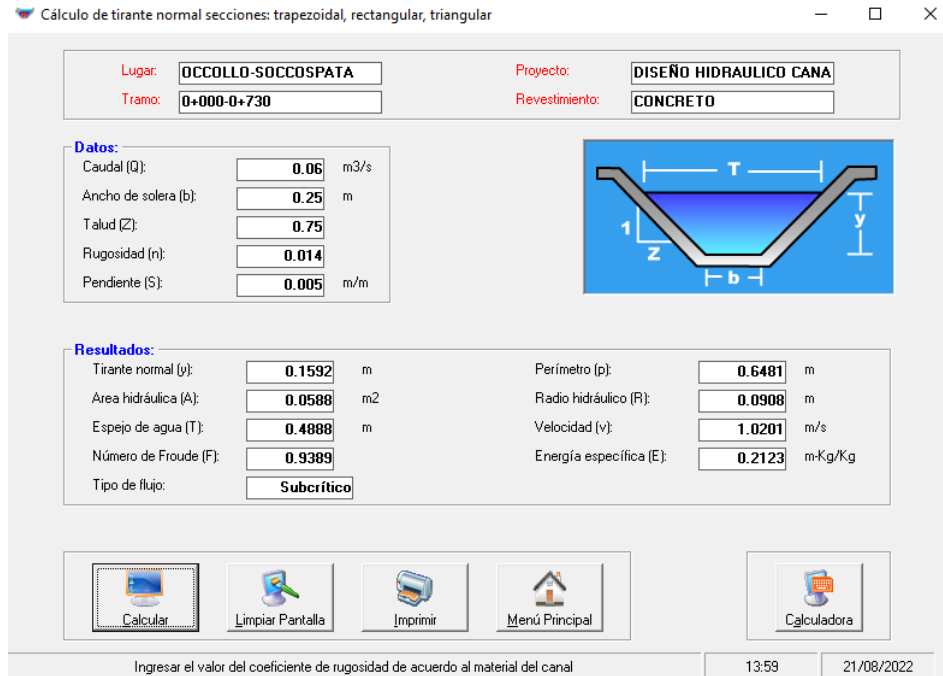 Cálculo de tirante normal secciones: trapezoidal, rectangular, triangular
Lugar: OCCOLLO-SOCCOSPATA Proyecto: DISEÑO HIDRAULICO CANA
Tramo: 0+000-0+730 Revestimiento: CONCRETO
Datos:
Caudal (Q): 0.06 m3/s
Ancho de solera (b): 0.25 m
Talud (Z): 0.75
Rugosidad (n): 0.014
Pendiente (S): 0.005 m/m
T
y
1
Z
b
Resultados:
Tirante normal (y): 0.1592 m Perímetro (p): 0.6481 m
Area hidráulica (A): 0.0588 m2 Radio hidráulico (R): 0.0908 m
Espejo de agua (T): 0.4888 m Velocidad (v): 1.0201 m/s
Número de Froude (F): 0.9389 Energía específica (E): 0.2123 m-Kg/Kg
Tipo de flujo: Subcrítico
Calcular Limpiar Pantalla Imprimir Menú Principal Calculadora
Ingresar el valor del coeficiente de rugosidad de acuerdo al material del canal 13:59 21/08/2022